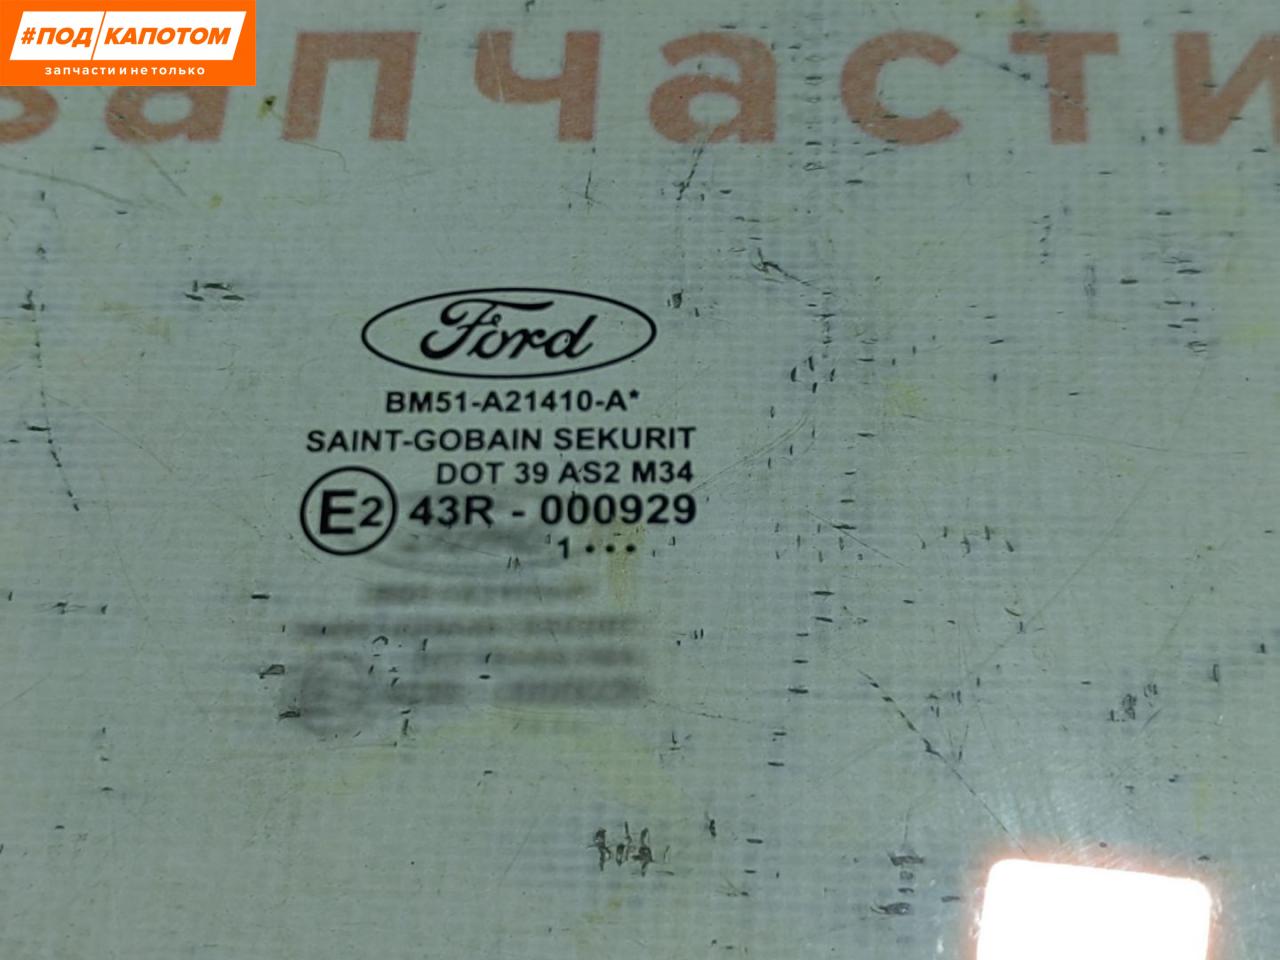 #ПОД КАПОТОМ
запчасти и не только
запчасти
Ford
BM51-A21410-A*
SAINT-GOBAIN SEKURIT
DOT 39 AS2 M34
E2 43R - 000929
1 •••